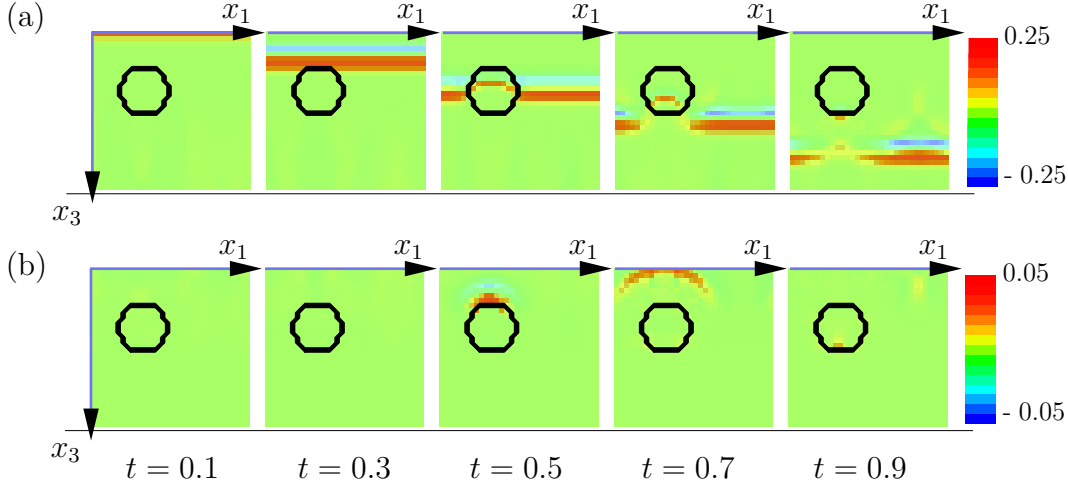 (a) x₁ x₁ x₁ x₁ x₁ 0.25
- 0.25
x₃
(b) x₁ x₁ x₁ x₁ x₁ 0.05
- 0.05
x₃
t = 0.1 t = 0.3 t = 0.5 t = 0.7 t = 0.9